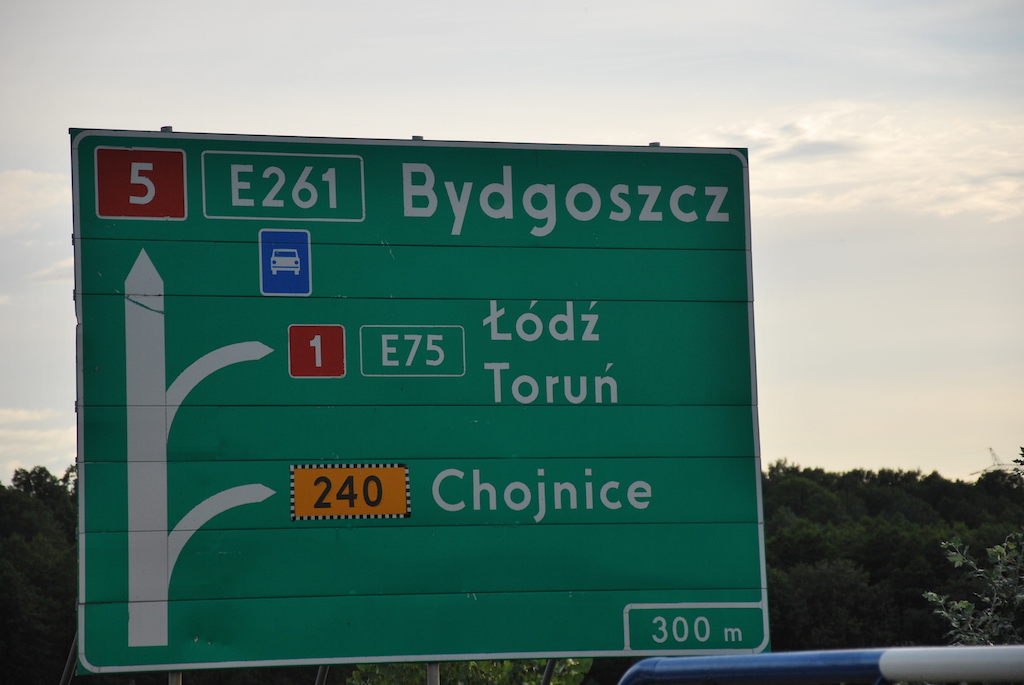 5 E261 Bydgoszcz
Łódź
1 E75
Toruń
240 Chojnice
300 m